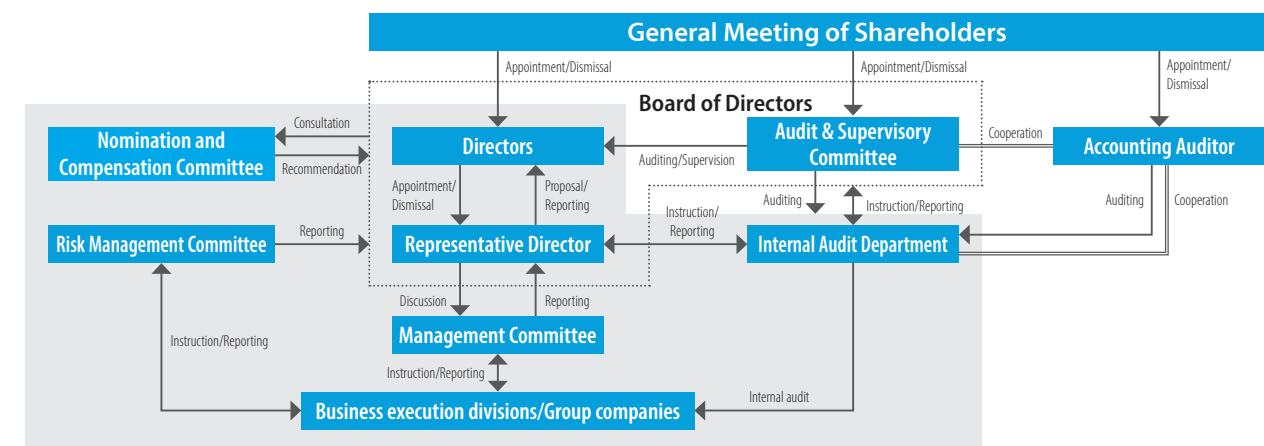 General Meeting of Shareholders
Appointment/Dismissal
Appointment/Dismissal
Appointment/
Dismissal
Board of Directors
Nomination and
Compensation Committee
Consultation
Recommendation
Directors
Auditing/Supervision
Audit & Supervisory
Committee
Cooperation
Accounting Auditor
Appointment/
Dismissal
Proposal/
Reporting
Auditing
Instruction/Reporting
Auditing
Cooperation
Risk Management Committee
Reporting
Representative Director
Instruction/
Reporting
Internal Audit Department
Discussion
Reporting
Management Committee
Instruction/Reporting
Instruction/Reporting
Internal audit
Business execution divisions/Group companies